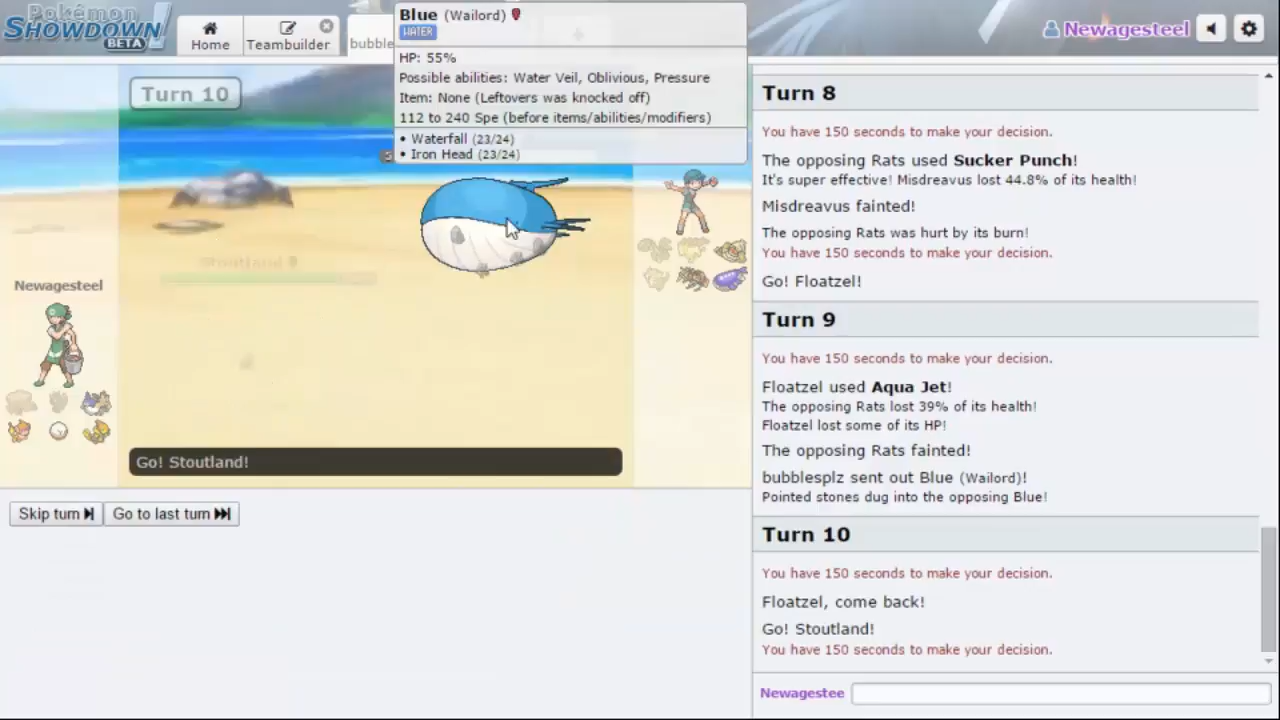 Pokémon
SHOWDOWN!
BETA
Home
Teambuilder
bubble
Newagesteel
Blue (Wailord)
WATER
HP: 55%
Possible abilities: Water Veil, Oblivious, Pressure
Item: None (Leftovers was knocked off)
112 to 240 Spe (before items/abilities/modifiers)
• Waterfall (23/24)
• Iron Head (23/24)
Turn 10
Stoutland
Newagesteel
Go! Stoutland!
Skip turn
Go to last turn
Turn 8
You have 150 seconds to make your decision.
The opposing Rats used Sucker Punch!
It's super effective! Misdreavus lost 44.8% of its health!
Misdreavus fainted!
The opposing Rats was hurt by its burn!
You have 150 seconds to make your decision.
Go! Floatzel!
Turn 9
You have 150 seconds to make your decision.
Floatzel used Aqua Jet!
The opposing Rats lost 39% of its health!
Floatzel lost some of its HP!
The opposing Rats fainted!
bubblesplz sent out Blue (Wailord)!
Pointed stones dug into the opposing Blue!
Turn 10
You have 150 seconds to make your decision.
Floatzel, come back!
Go! Stoutland!
You have 150 seconds to make your decision.
Newagestee